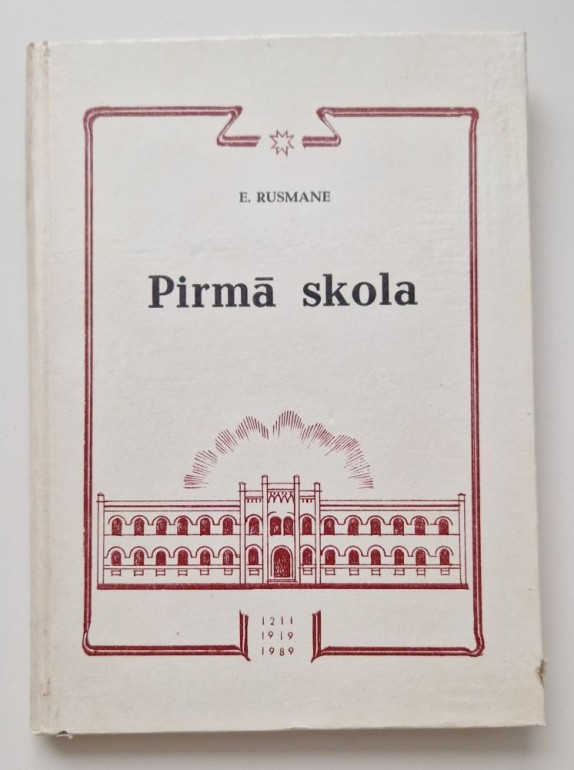 E. RUSMANE
Pirmā skola
1211
1919
1989